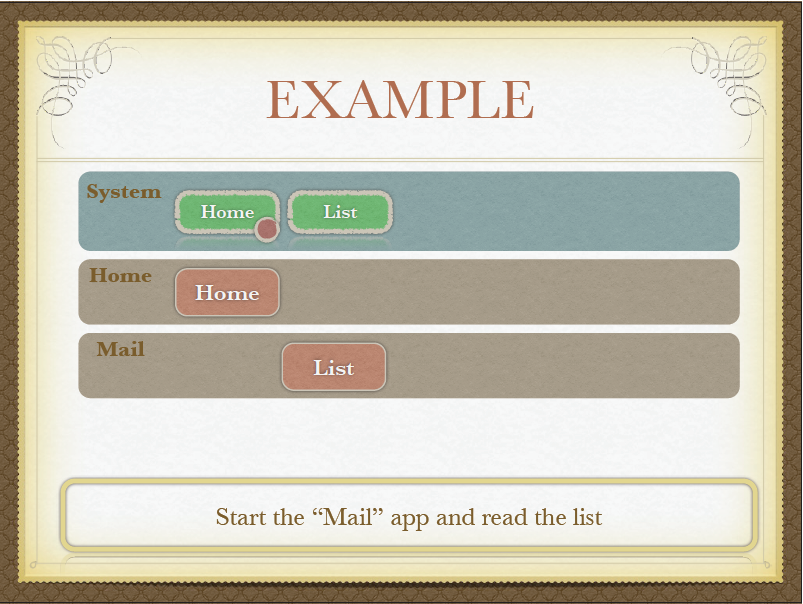 EXAMPLE
System
Home
List
Home
Home
Mail
List
Start the “Mail” app and read the list